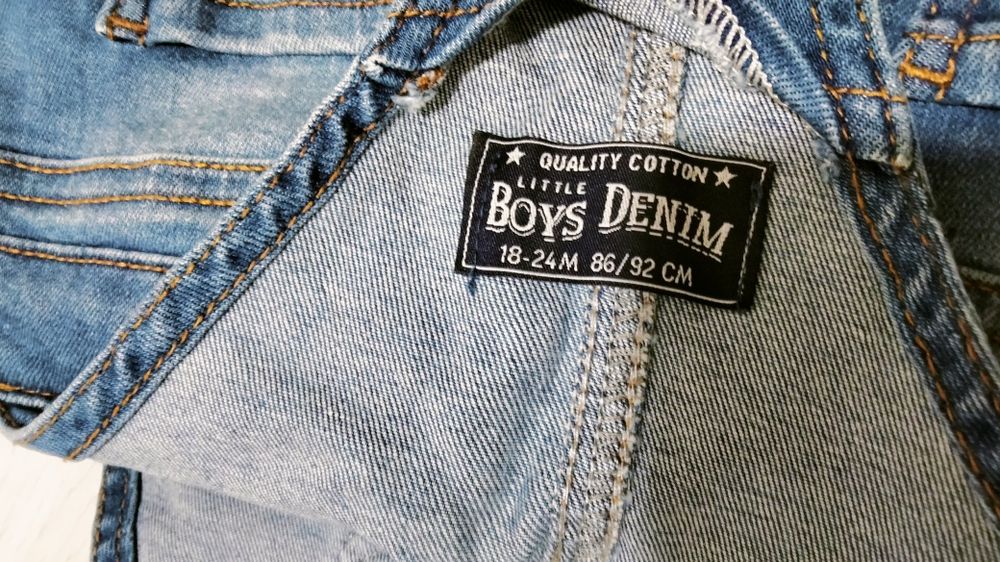 QUALITY COTTON
LITTLE
BOYS DENIM
18-24M 86/92 CM